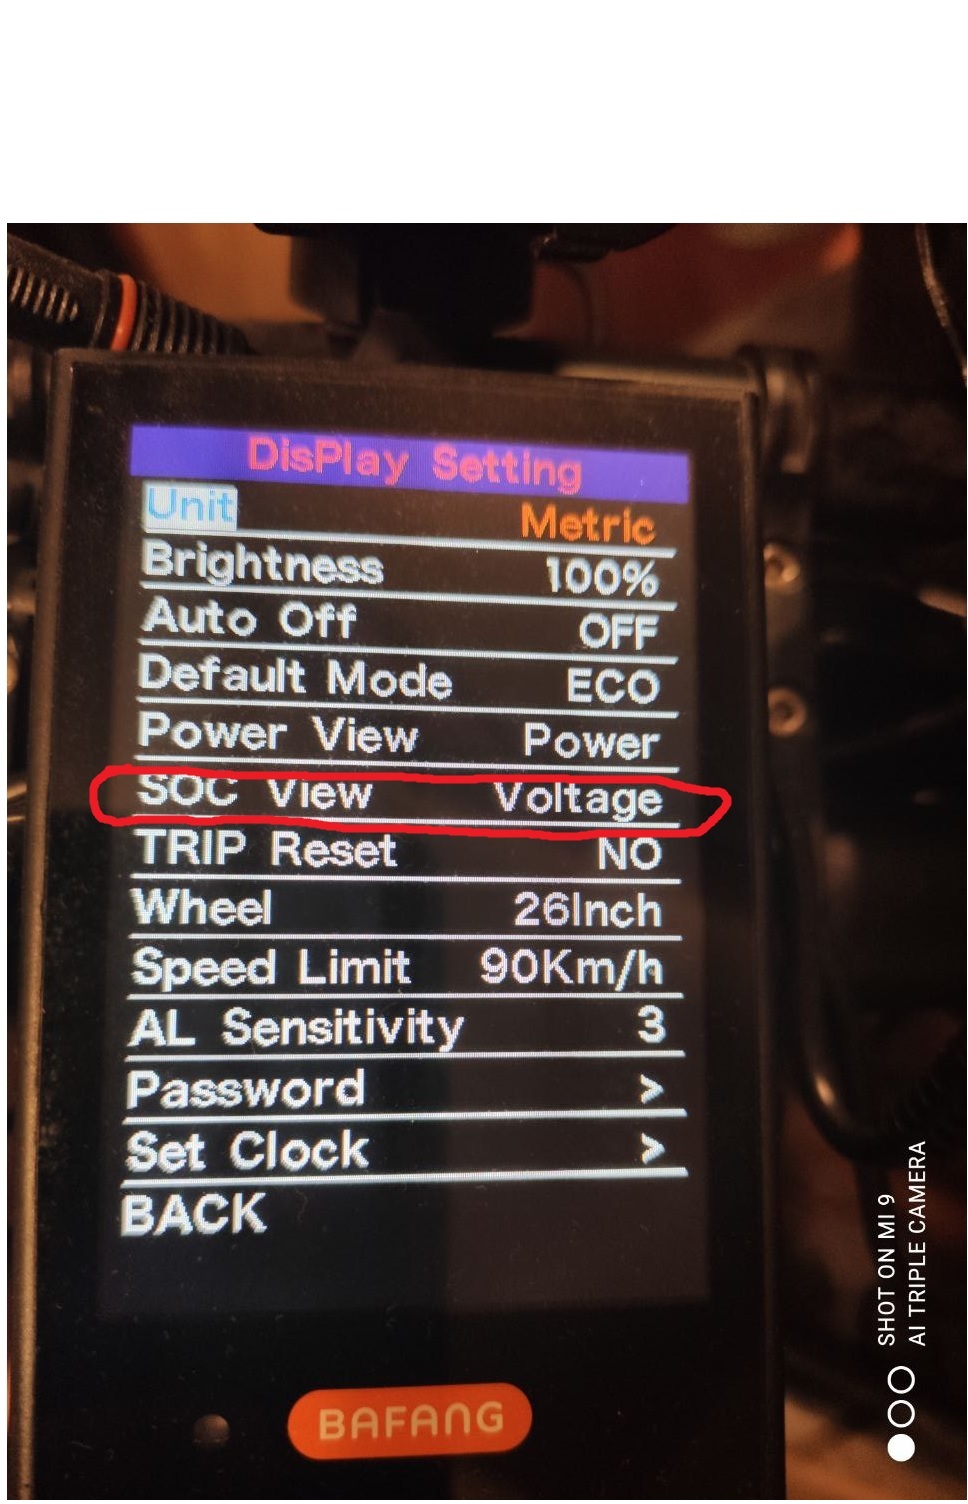 DisPlay Setting
Unit Metric
Brightness 100%
Auto Off OFF
Default Mode ECO
Power View Power
SOC View Voltage
TRIP Reset NO
Wheel 26Inch
Speed Limit 90Km/h
AL Sensitivity 3
Password >
Set Clock >
BACK
BAFANG
SHOT ON MI 9
AI TRIPLE CAMERA